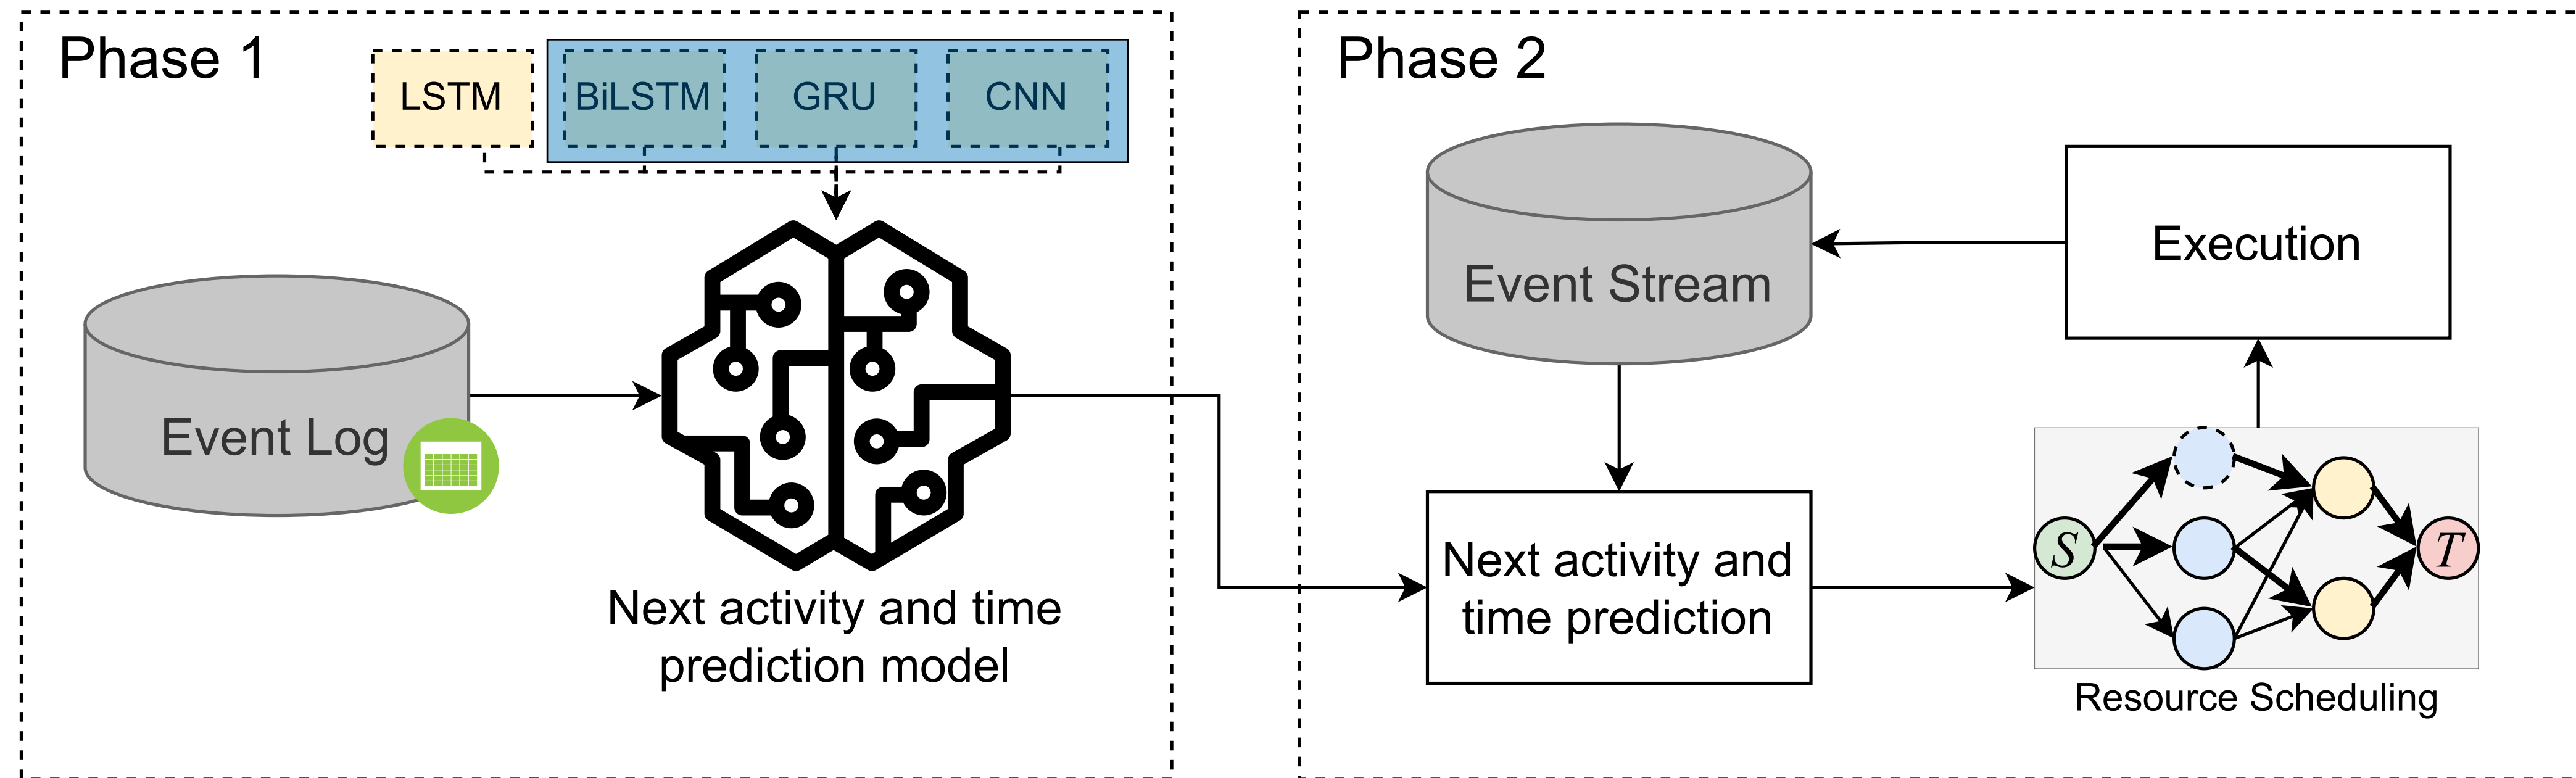 Phase 1
LSTM
BiLSTM
GRU
CNN
Event Log
Next activity and time
prediction model
Phase 2
Event Stream
Execution
Next activity and
time prediction
S
T
Resource Scheduling